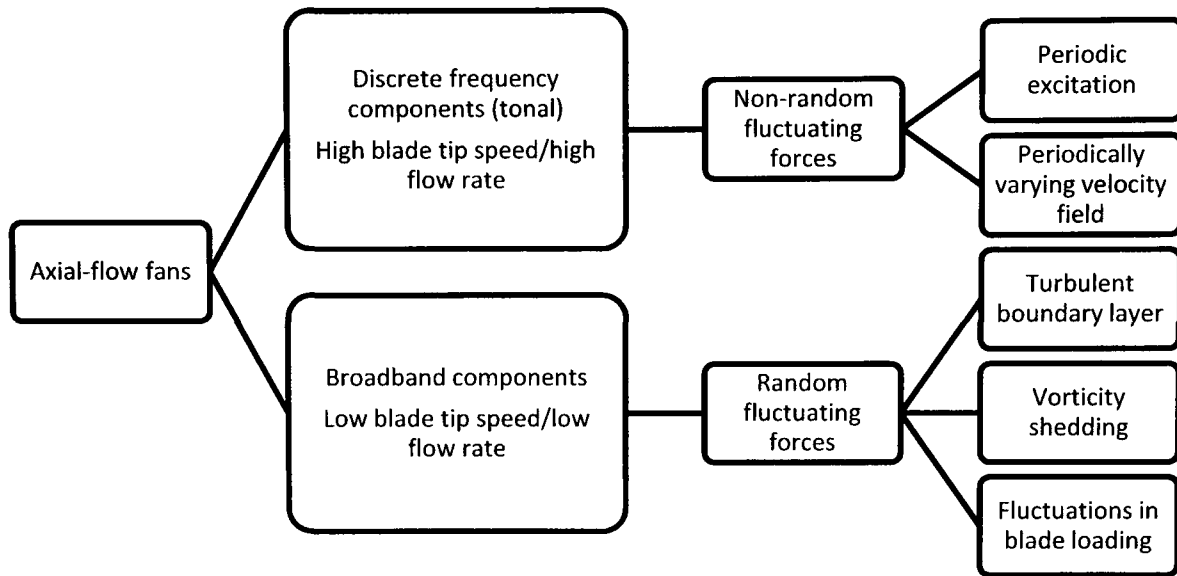 Axial-flow fans
Discrete frequency
components (tonal)
High blade tip speed/high
flow rate
Non-random
fluctuating
forces
Periodic
excitation
Periodically
varying velocity
field
Broadband components
Low blade tip speed/low
flow rate
Random
fluctuating
forces
Turbulent
boundary layer
Vorticity
shedding
Fluctuations in
blade loading